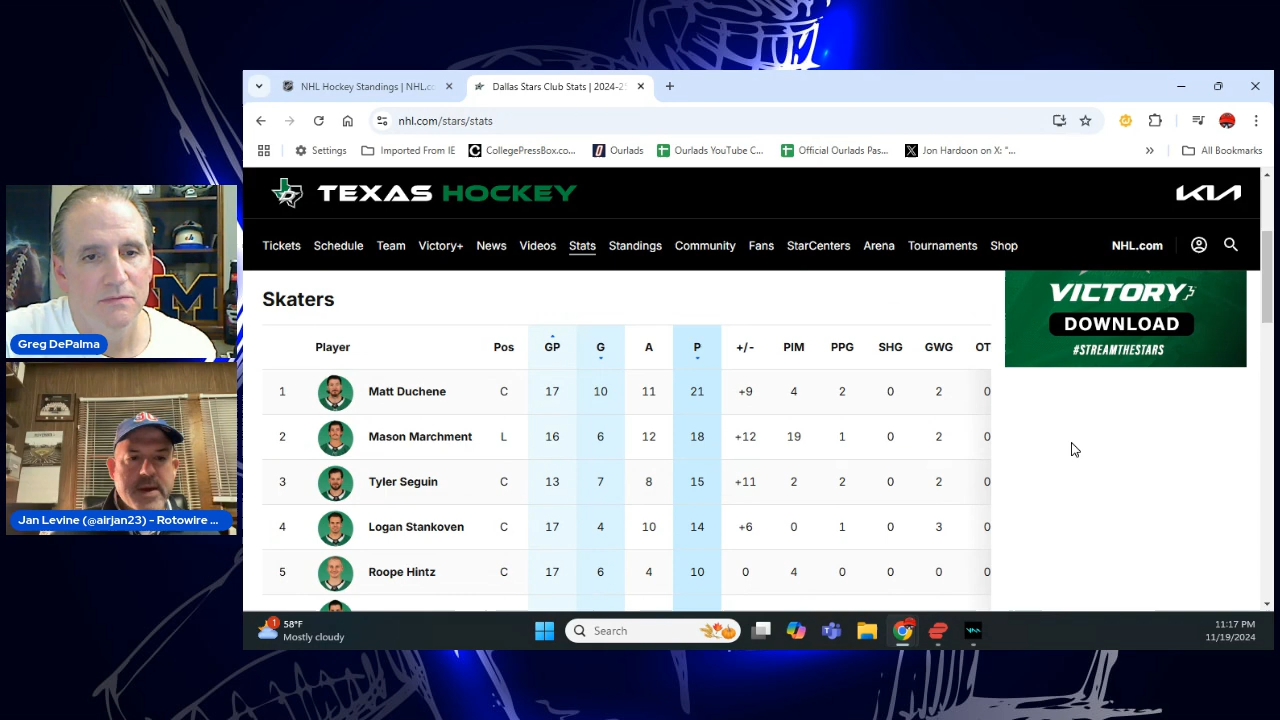 NHL Hockey Standings | NHL.c
Dallas Stars Club Stats | 2024-2
nhl.com/stars/stats
Settings
Imported From IE
CollegePressBox.co...
Ourlads
Ourlads YouTube C...
Official Ourlads Pas...
Jon Hardoon on X: "...
All Bookmarks
TEXAS HOCKEY
KIA
Tickets Schedule Team Victory+ News Videos Stats Standings Community Fans StarCenters Arena Tournaments Shop NHL.com
Skaters
VICTORY
DOWNLOAD
#STREAMTHESTARS
Player Pos GP G A P +/- PIM PPG SHG GWG OT
1 Matt Duchene C 17 10 11 21 +9 4 2 0 2 0
2 Mason Marchment L 16 6 12 18 +12 19 1 0 2 0
3 Tyler Seguin C 13 7 8 15 +11 2 2 0 2 0
4 Logan Stankoven C 17 4 10 14 +6 0 1 0 3 0
5 Roope Hintz C 17 6 4 10 0 4 0 0 0 0
Greg DePalma
Jan Levine (@airjan23) - Rotowire ...
1
58°F
Mostly cloudy
Search
11:17 PM
11/19/2024